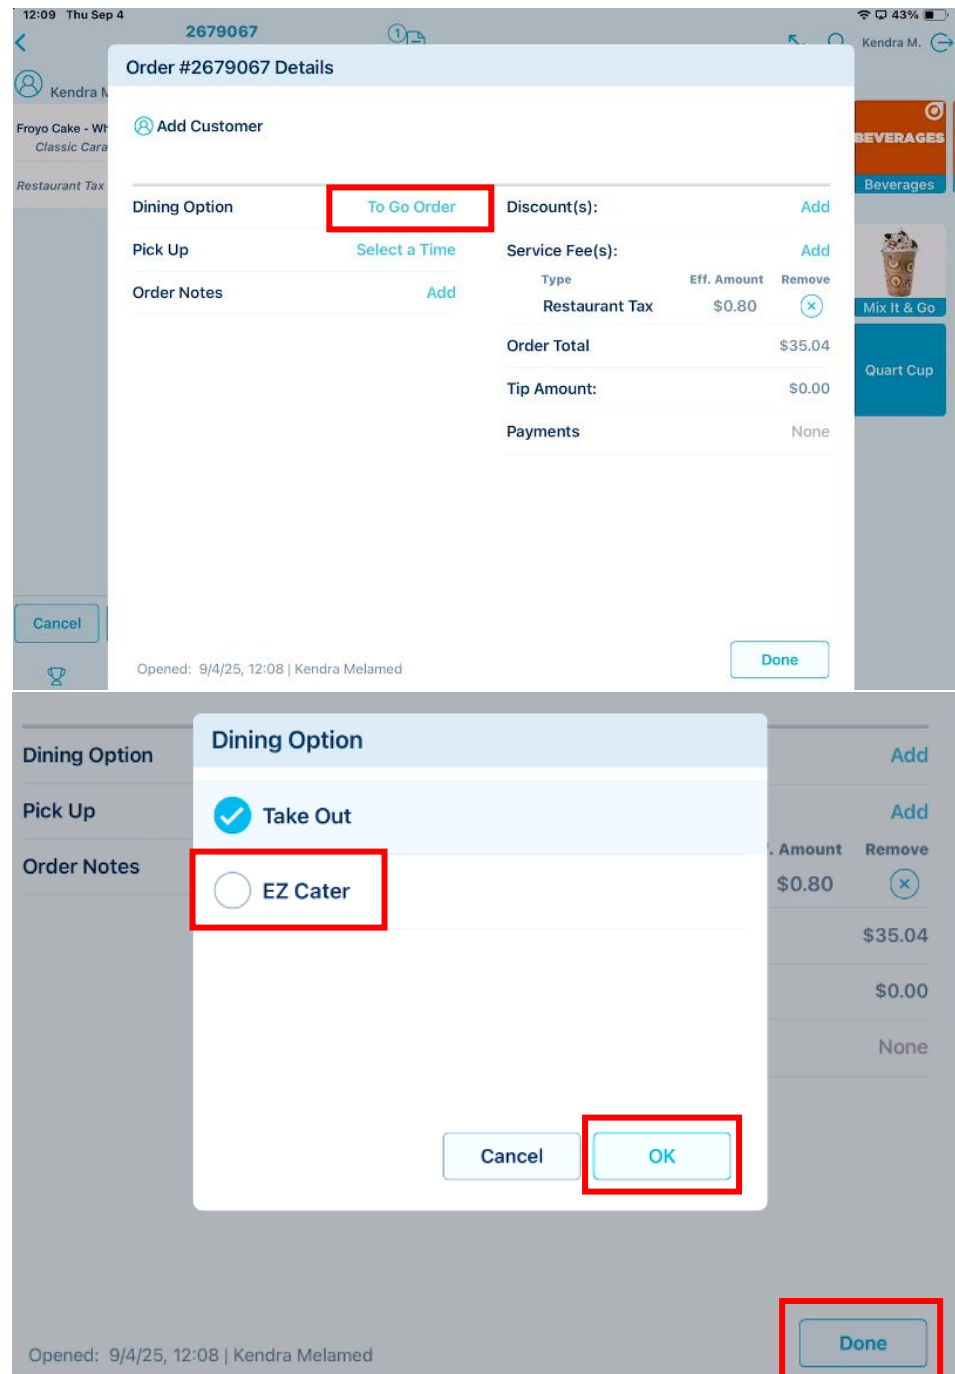 12:09 Thu Sep 4
43%
2679067
1
Kendra M.
Order #2679067 Details
Kendra M
Add Customer
Froyo Cake - Wh
Classic Cara
BEVERAGES
Restaurant Tax
Beverages
Dining Option To Go Order
Discount(s): Add
Pick Up Select a Time
Service Fee(s): Add
Type Eff. Amount Remove
Order Notes Add
Restaurant Tax $0.80
Mix It & Go
Order Total $35.04
Quart Cup
Tip Amount: $0.00
Payments None
Cancel
Opened: 9/4/25, 12:08 | Kendra Melamed
Done
Dining Option
Dining Option Add
Pick Up Add
Take Out
. Amount Remove
Order Notes
EZ Cater
$0.80
$35.04
$0.00
None
Cancel OK
Done
Opened: 9/4/25, 12:08 | Kendra Melamed